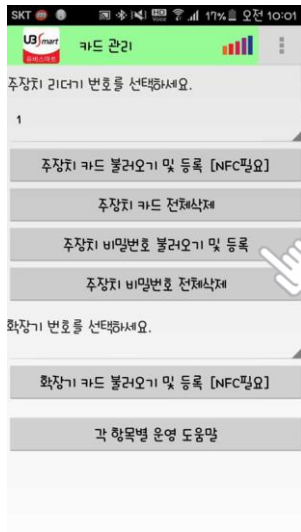 SKT 17% 오전 10:01
U3Smart
유비스마트
카드 관리
주장치 리더기 번호를 선택하세요.
1
주장치 카드 불러오기 및 등록 [NFC필요]
주장치 카드 전체삭제
주장치 비밀번호 불러오기 및 등록
주장치 비밀번호 전체삭제
확장기 번호를 선택하세요.
확장기 카드 불러오기 및 등록 [NFC필요]
각 항목별 운영 도움말